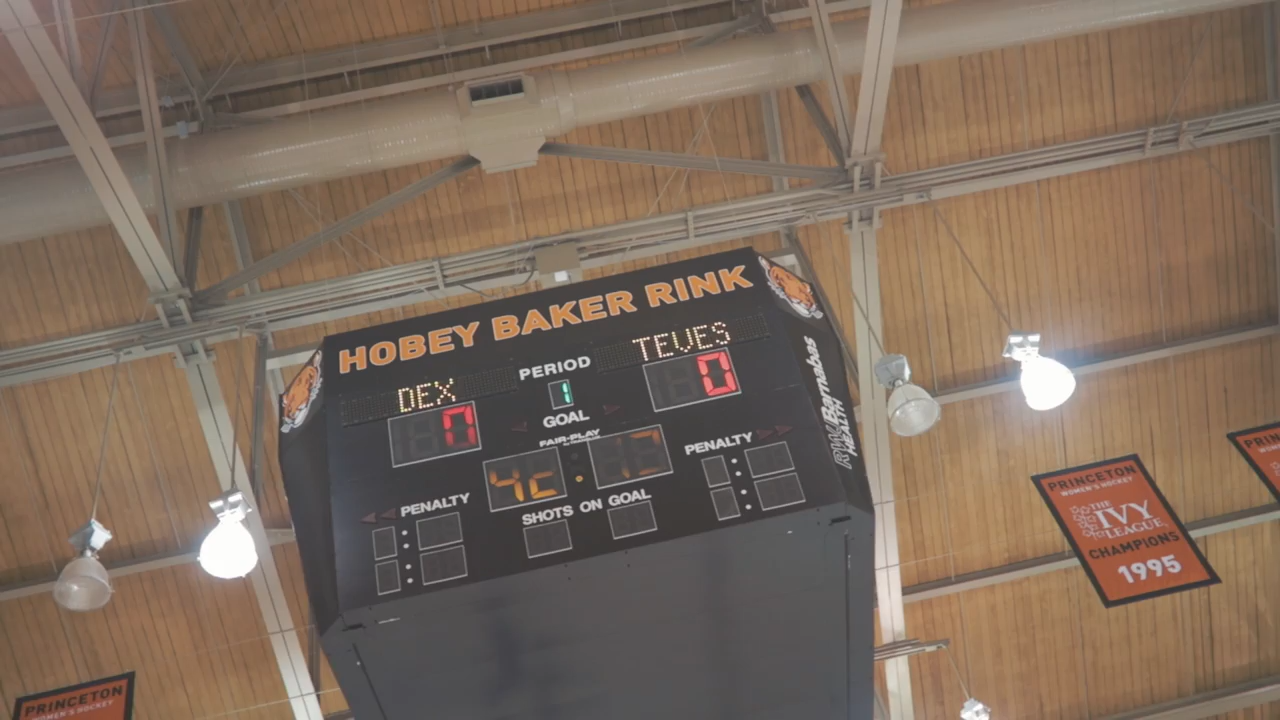 HOBEY BAKER RINK
DEX
PERIOD
TEVES
0
1
0
GOAL
FAIR-PLAY
PENALTY
PENALTY
SHOTS ON GOAL
RWJBarnabas
HEALTH
PRINCETON
WOMEN'S HOCKEY
THE
IVY
LEAGUE
CHAMPIONS
1995
PRINCETON
WOMEN'S HOCKEY